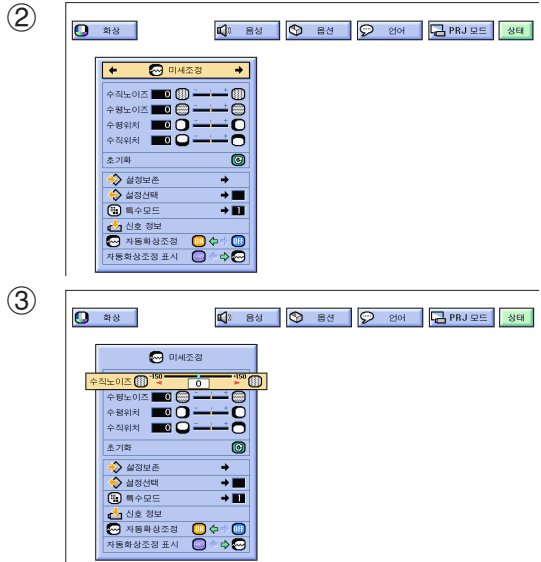 ②
화상 음성 옵션 언어 PRJ 모드 상태
미세조정
수직노이즈 0 - +
수평노이즈 0 - +
수평위치 0 - +
수직위치 0 - +
초기화
설정보존
설정선택
특수모드 1
신호 정보
자동화상조정 ON OFF
자동화상조정 표시
③
화상 음성 옵션 언어 PRJ 모드 상태
미세조정
수직노이즈 -150 0 +150
수평노이즈 0 - +
수평위치 0 - +
수직위치 0 - +
초기화
설정보존
설정선택
특수모드 1
신호 정보
자동화상조정 ON OFF
자동화상조정 표시